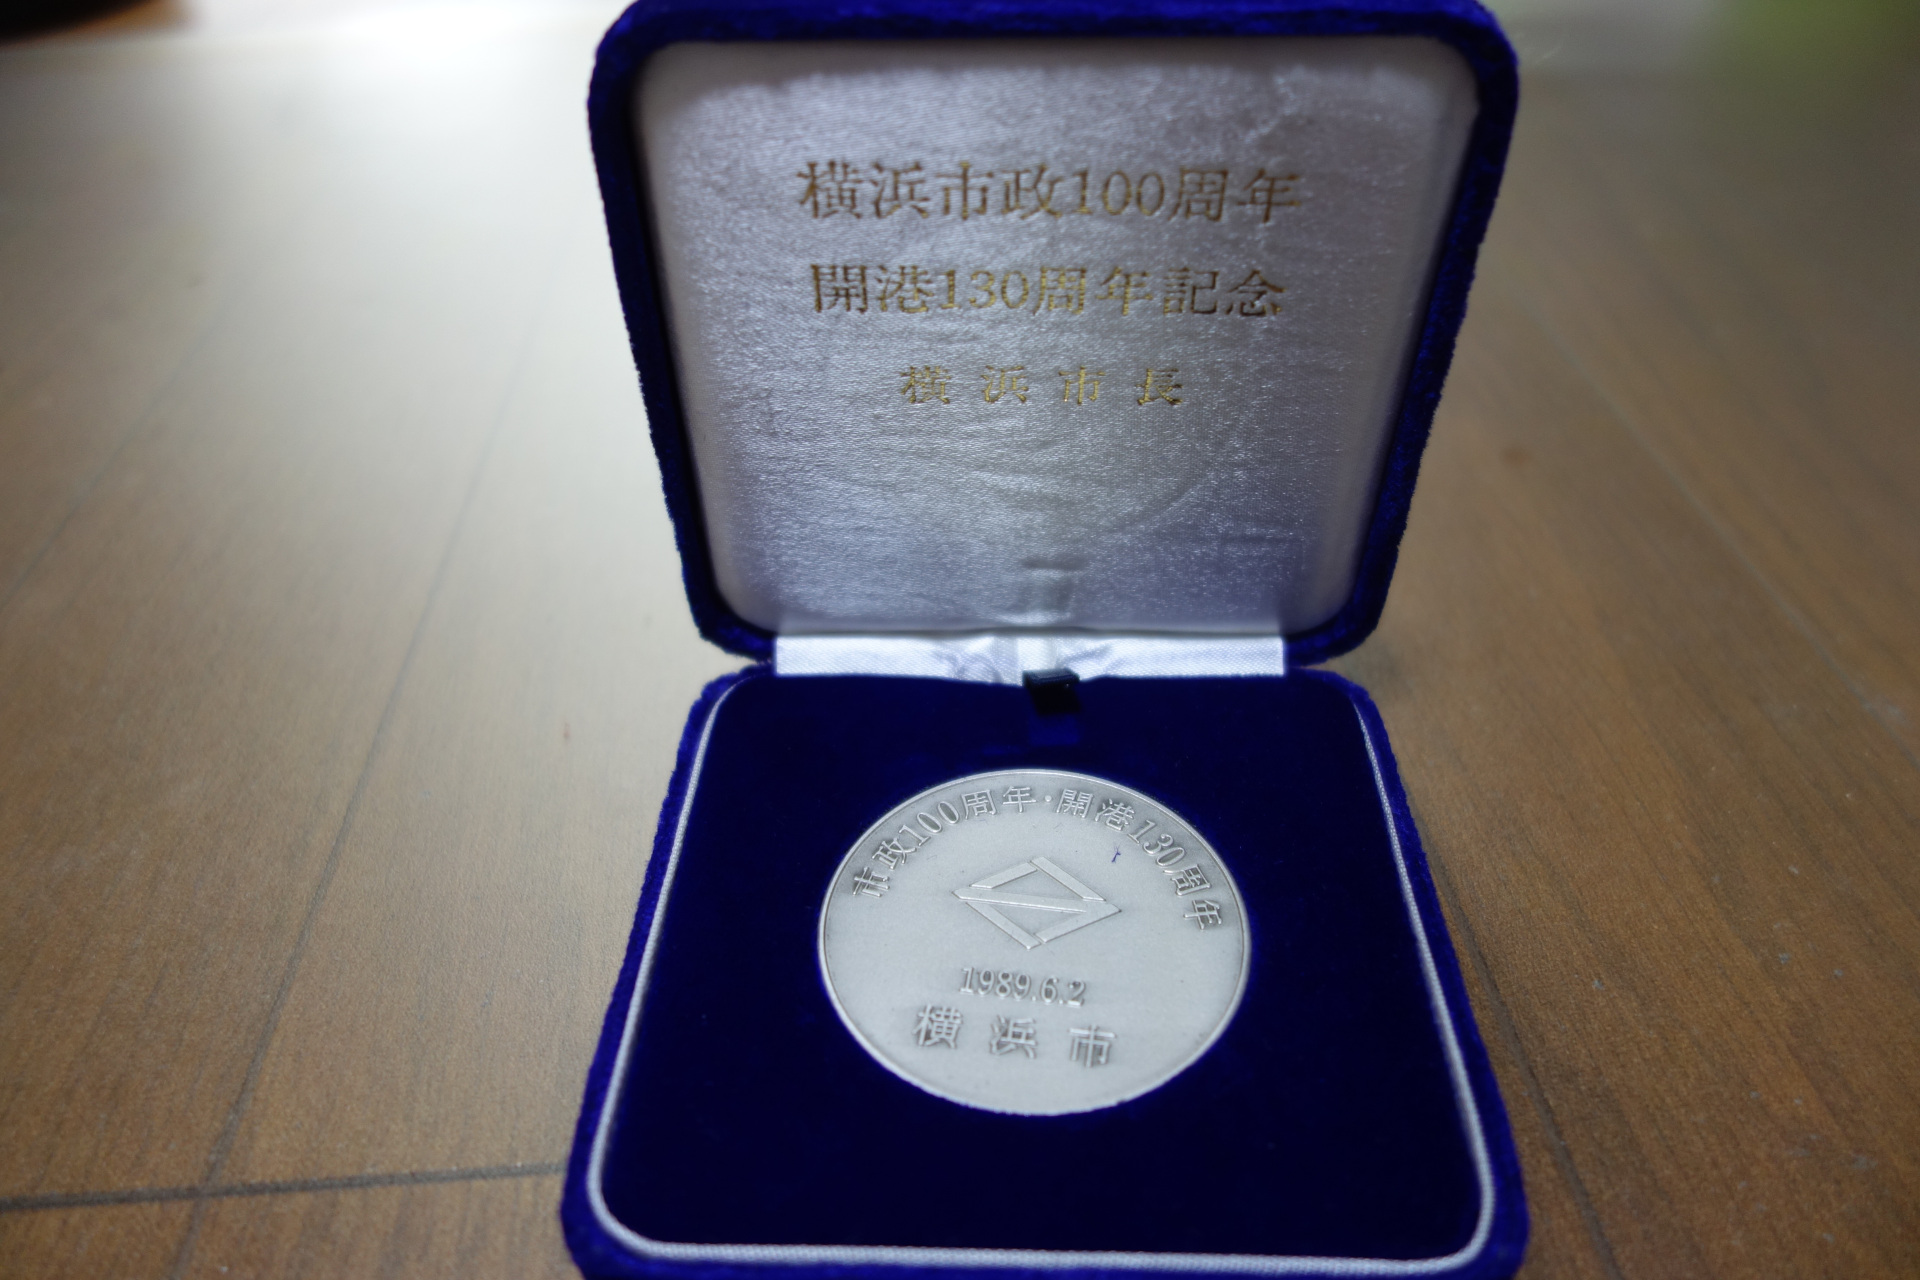 横浜市政100周年
開港130周年記念
横浜市長
市政100周年・開港130周年
1989.6.2
横浜市